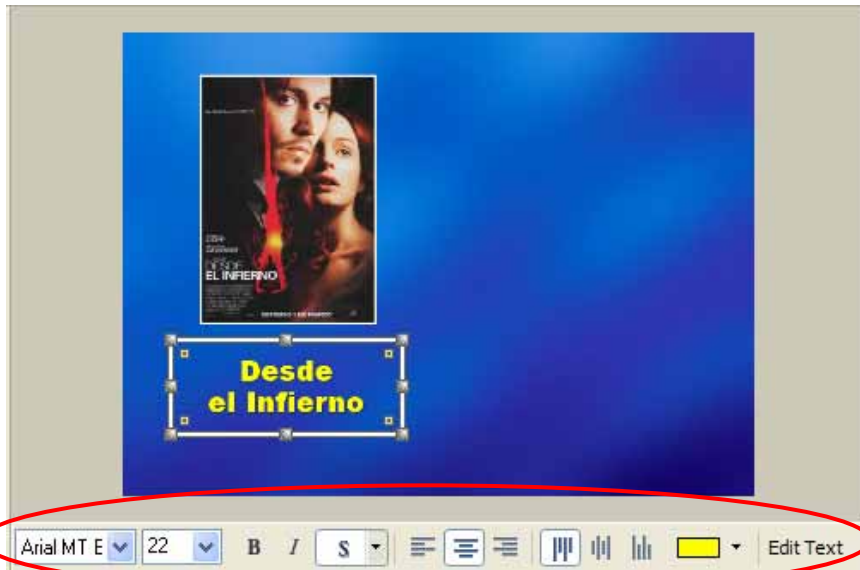 DESDE
EL INFIERNO
Desde
el Infierno
Arial MT E
22
B
I
S
Edit Text